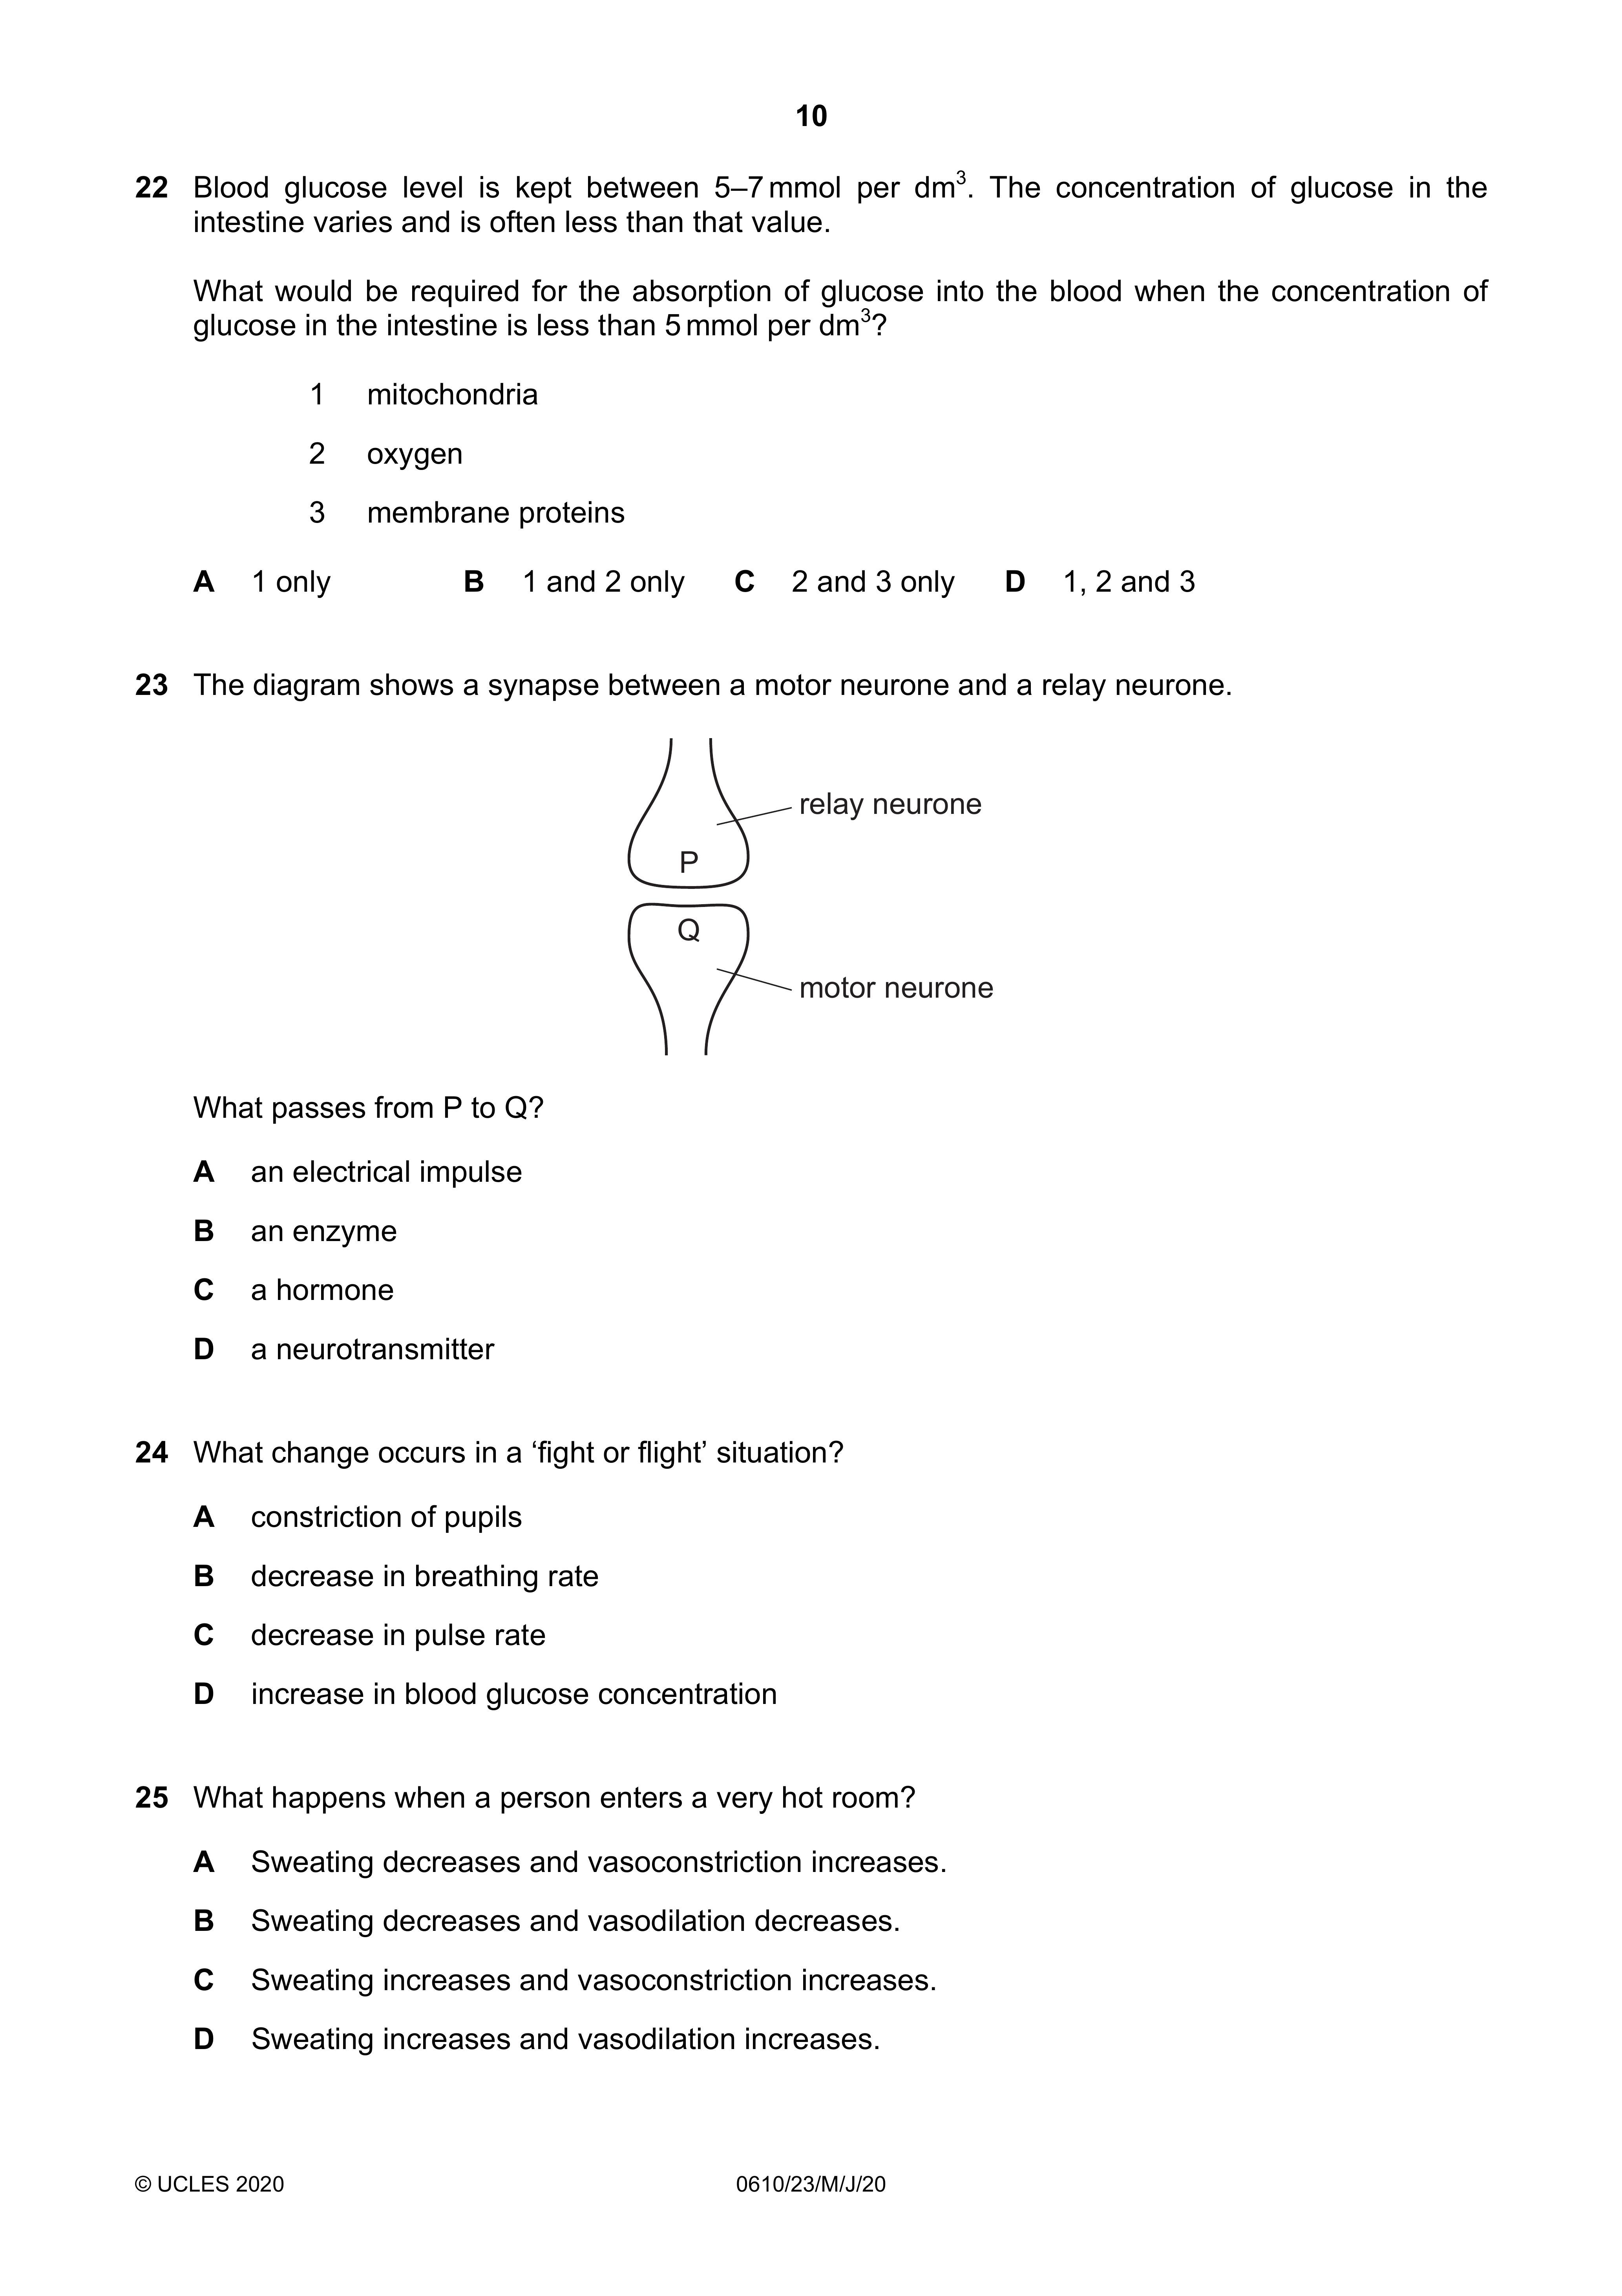 10
22 Blood glucose level is kept between 5–7 mmol per dm³. The concentration of glucose in the
intestine varies and is often less than that value.
What would be required for the absorption of glucose into the blood when the concentration of
glucose in the intestine is less than 5 mmol per dm³?
1 mitochondria
2 oxygen
3 membrane proteins
A 1 only B 1 and 2 only C 2 and 3 only D 1, 2 and 3
23 The diagram shows a synapse between a motor neurone and a relay neurone.
relay neurone
P
Q
motor neurone
What passes from P to Q?
A an electrical impulse
B an enzyme
C a hormone
D a neurotransmitter
24 What change occurs in a ‘fight or flight’ situation?
A constriction of pupils
B decrease in breathing rate
C decrease in pulse rate
D increase in blood glucose concentration
25 What happens when a person enters a very hot room?
A Sweating decreases and vasoconstriction increases.
B Sweating decreases and vasodilation decreases.
C Sweating increases and vasoconstriction increases.
D Sweating increases and vasodilation increases.
© UCLES 2020 0610/23/M/J/20